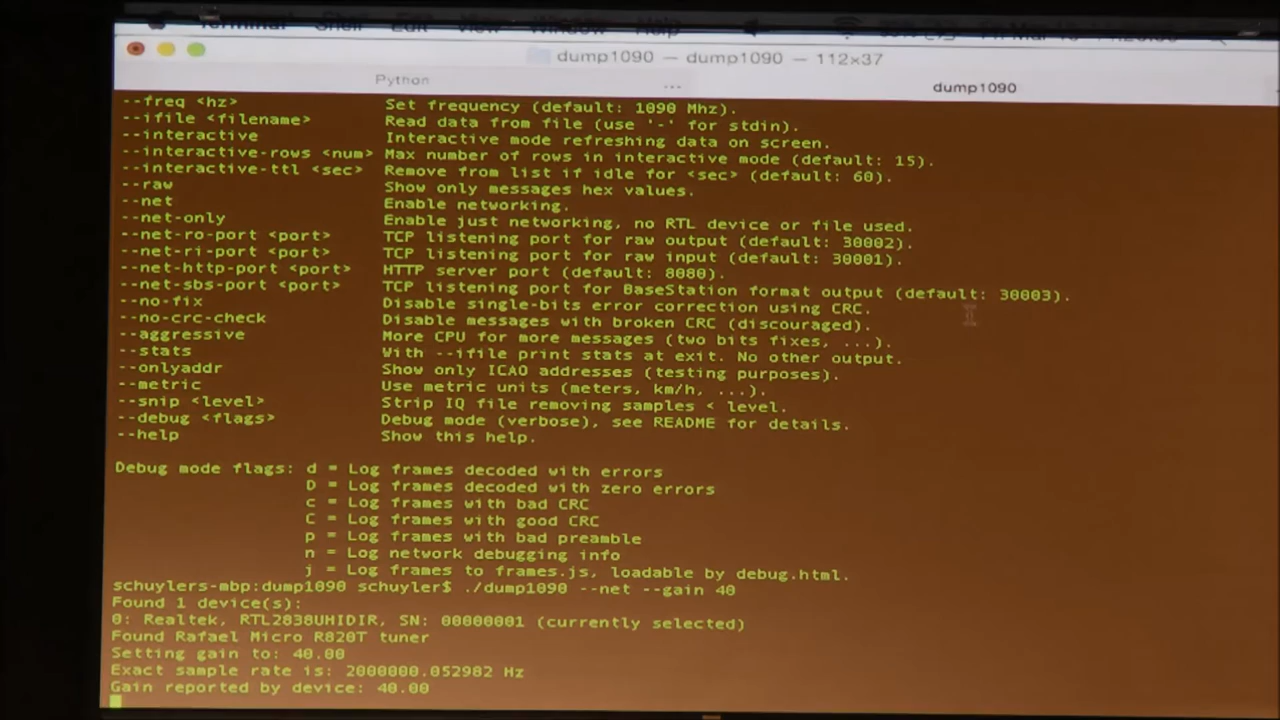 Terminal Shell Edit View Window Help
dump1090 — dump1090 — 112×37
Python ... dump1090
--freq <hz> Set frequency (default: 1090 Mhz).
--ifile <filename> Read data from file (use '-' for stdin).
--interactive Interactive mode refreshing data on screen.
--interactive-rows <num> Max number of rows in interactive mode (default: 15).
--interactive-ttl <sec> Remove from list if idle for <sec> (default: 60).
--raw Show only messages hex values.
--net Enable networking.
--net-only Enable just networking, no RTL device or file used.
--net-ro-port <port> TCP listening port for raw output (default: 30002).
--net-ri-port <port> TCP listening port for raw input (default: 30001).
--net-http-port <port> HTTP server port (default: 8080).
--net-sbs-port <port> TCP listening port for BaseStation format output (default: 30003).
--no-fix Disable single-bits error correction using CRC.
--no-crc-check Disable messages with broken CRC (discouraged).
--aggressive More CPU for more messages (two bits fixes, ...).
--stats With --ifile print stats at exit. No other output.
--onlyaddr Show only ICAO addresses (testing purposes).
--metric Use metric units (meters, km/h, ...).
--snip <level> Strip IQ file removing samples < level.
--debug <flags> Debug mode (verbose), see README for details.
--help Show this help.
Debug mode flags: d = Log frames decoded with errors
D = Log frames decoded with zero errors
c = Log frames with bad CRC
C = Log frames with good CRC
p = Log frames with bad preamble
n = Log network debugging info
j = Log frames to frames.js, loadable by debug.html.
schuylers-mbp:dump1090 schuyler$ ./dump1090 --net --gain 40
Found 1 device(s):
0: Realtek, RTL2838UHIDIR, SN: 00000001 (currently selected)
Found Rafael Micro R820T tuner
Setting gain to: 40.00
Exact sample rate is: 2000000.052982 Hz
Gain reported by device: 40.00